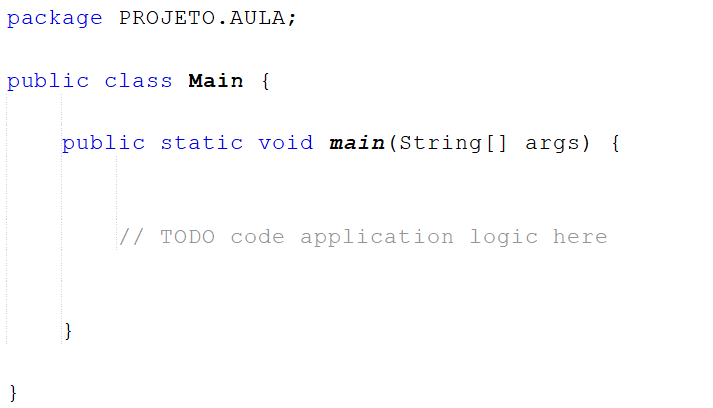 package PROJETO.AULA;
public class Main {
public static void main(String[] args) {
// TODO code application logic here
}
}